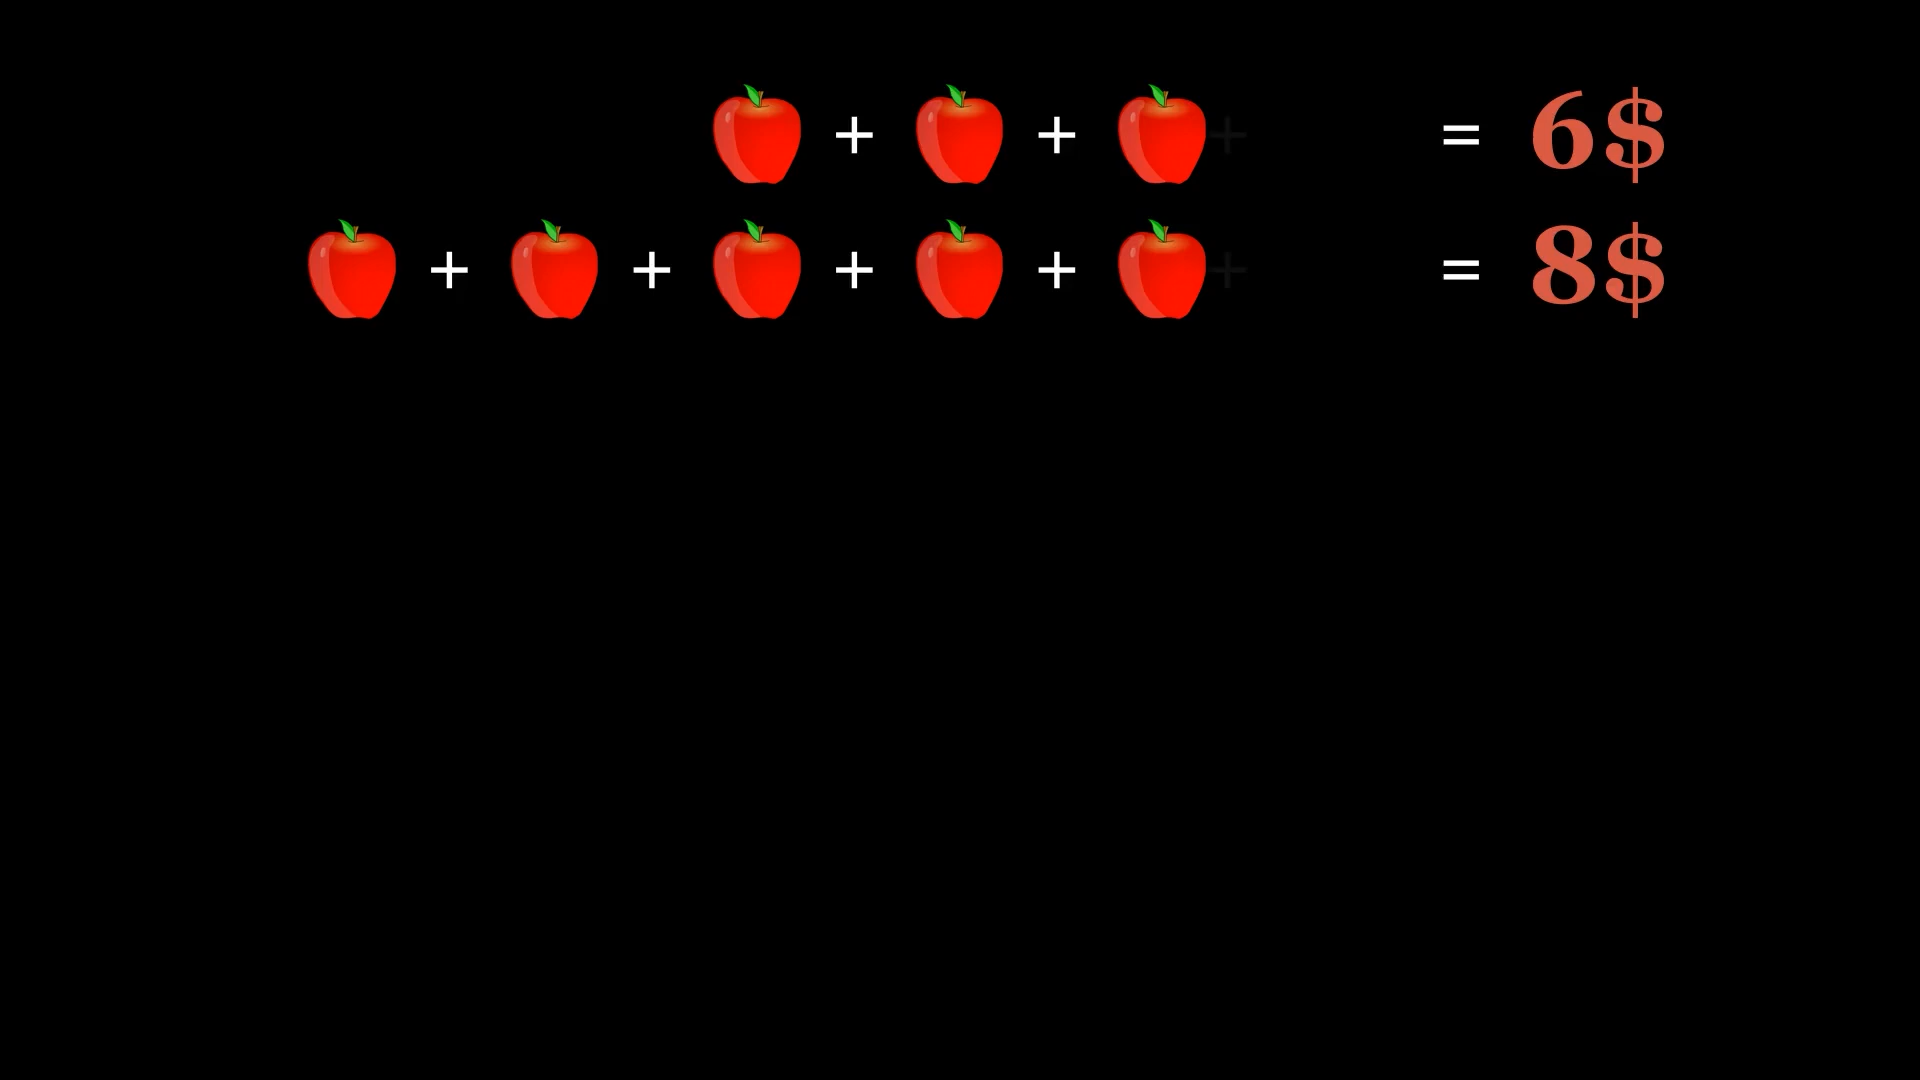 + + = 6$
+ + + + = 8$